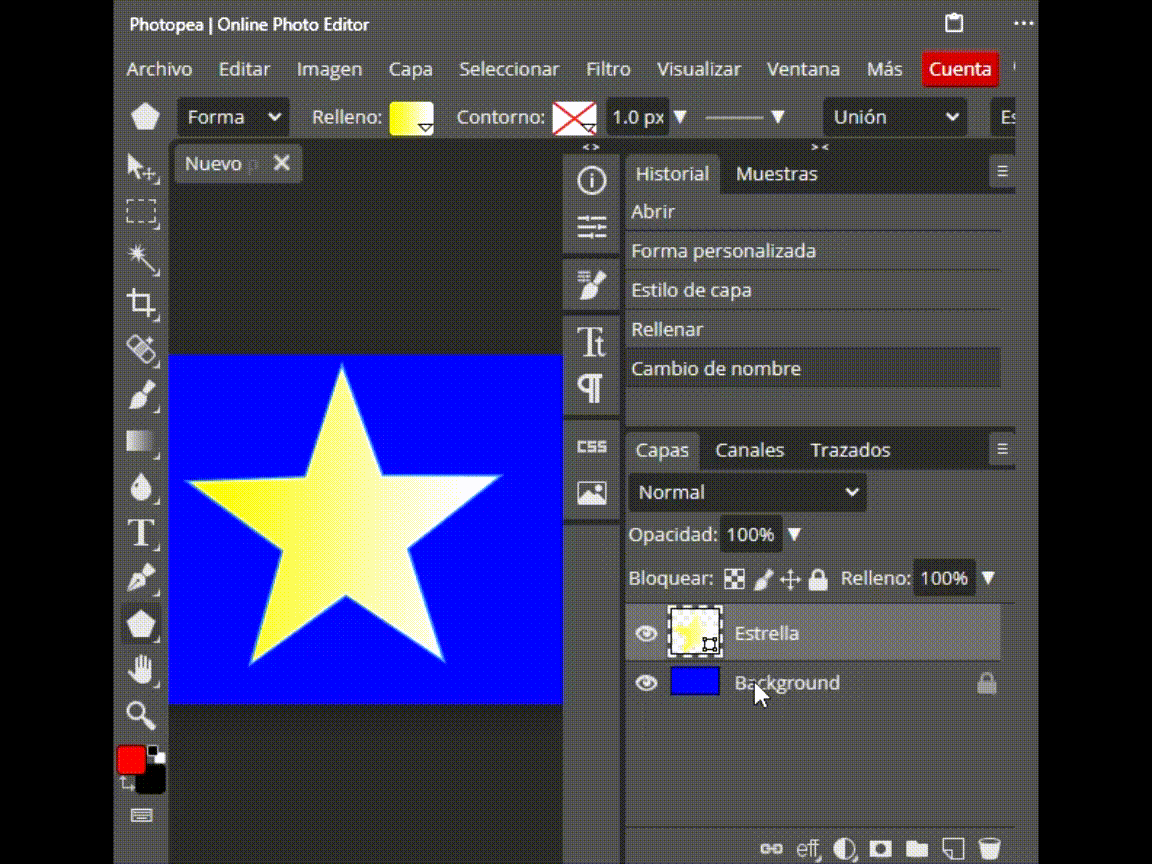 Photopea | Online Photo Editor
Archivo Editar Imagen Capa Seleccionar Filtro Visualizar Ventana Más Cuenta
Forma Relleno: Contorno: 1.0 px Unión Es
Nuevo
Historial Muestras
Abrir
Forma personalizada
Estilo de capa
Rellenar
Cambio de nombre
CSS
Capas Canales Trazados
Normal
Opacidad: 100%
Bloquear: Relleno: 100%
Estrella
Background
eff